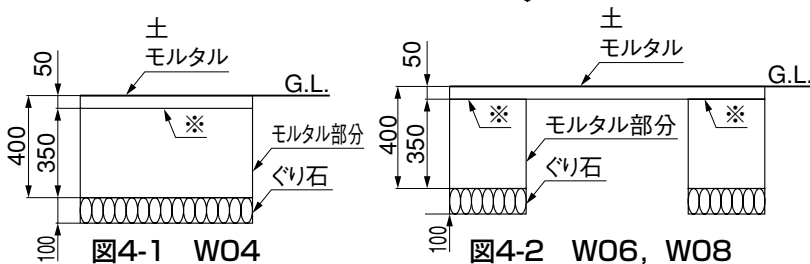 土
モルタル
G.L.
50
400
350
※
モルタル部分
ぐり石
100
図4-1 W04
土
モルタル
G.L.
50
400
350
※
※
モルタル部分
ぐり石
100
図4-2 W06, W08